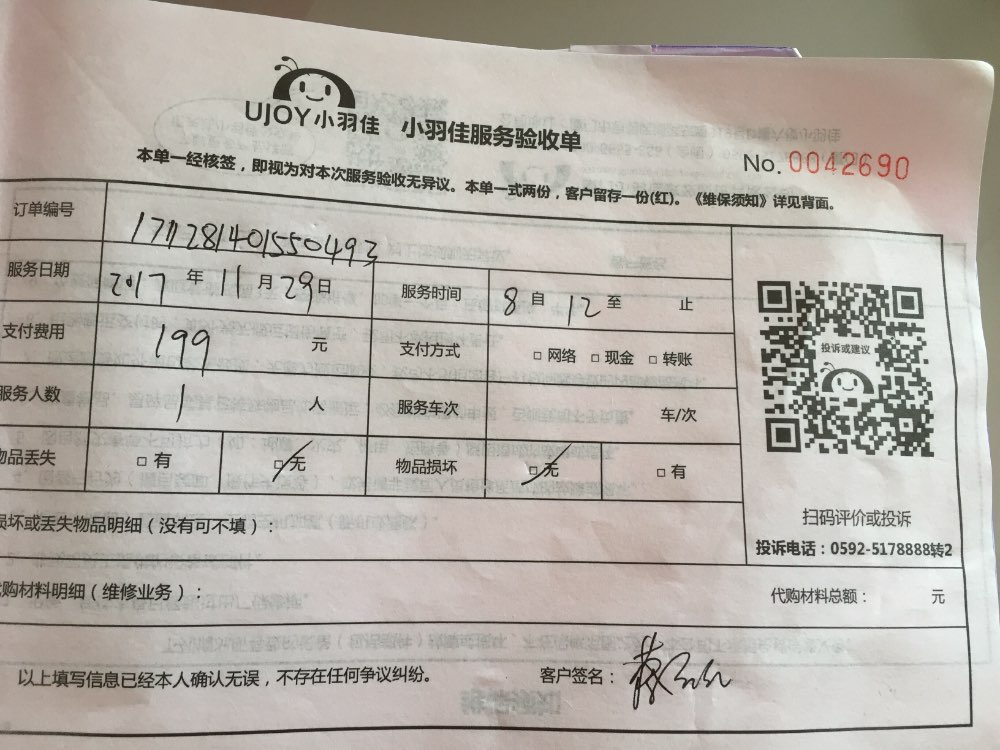 UJOY小羽佳 小羽佳服务验收单
No. 0042690
本单一经核签，即视为对本次服务验收无异议。本单一式两份，客户留存一份(红)。《维保须知》详见背面。
订单编号 1711281401550493
服务日期 2017 年 11 月 29 日 服务时间 8 自 12 至 止
支付费用 199 元 支付方式 □ 网络 □ 现金 □ 转账
服务人数 1 人 服务车次 车/次
物品丢失 □ 有 □ 无 物品损坏 □ 无 □ 有
投诉或建议
扫码评价或投诉
投诉电话：0592-5178888转2
损坏或丢失物品明细（没有可不填）：
代购材料明细（维修业务）： 代购材料总额： 元
以上填写信息已经本人确认无误，不存在任何争议纠纷。 客户签名：